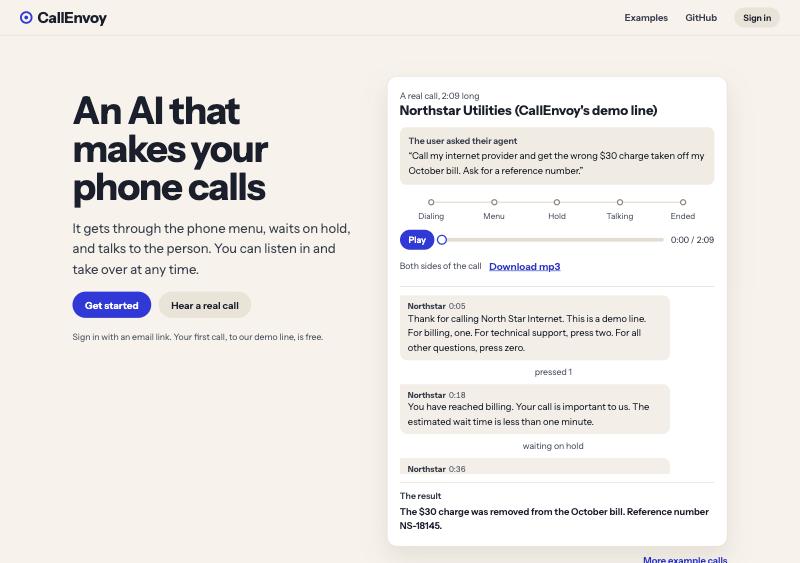 CallEnvoy
Examples
GitHub
Sign in
An AI that
makes your
phone calls
It gets through the phone menu, waits on hold,
and talks to the person. You can listen in and
take over at any time.
Get started
Hear a real call
Sign in with an email link. Your first call, to our demo line, is free.
A real call, 2:09 long
Northstar Utilities (CallEnvoy's demo line)
The user asked their agent
“Call my internet provider and get the wrong $30 charge taken off my
October bill. Ask for a reference number.”
Dialing
Menu
Hold
Talking
Ended
Play
0:00 / 2:09
Both sides of the call
Download mp3
Northstar 0:05
Thank for calling North Star Internet. This is a demo line.
For billing, one. For technical support, press two. For all
other questions, press zero.
pressed 1
Northstar 0:18
You have reached billing. Your call is important to us. The
estimated wait time is less than one minute.
waiting on hold
Northstar 0:36
The result
The $30 charge was removed from the October bill. Reference number
NS-18145.
More example calls